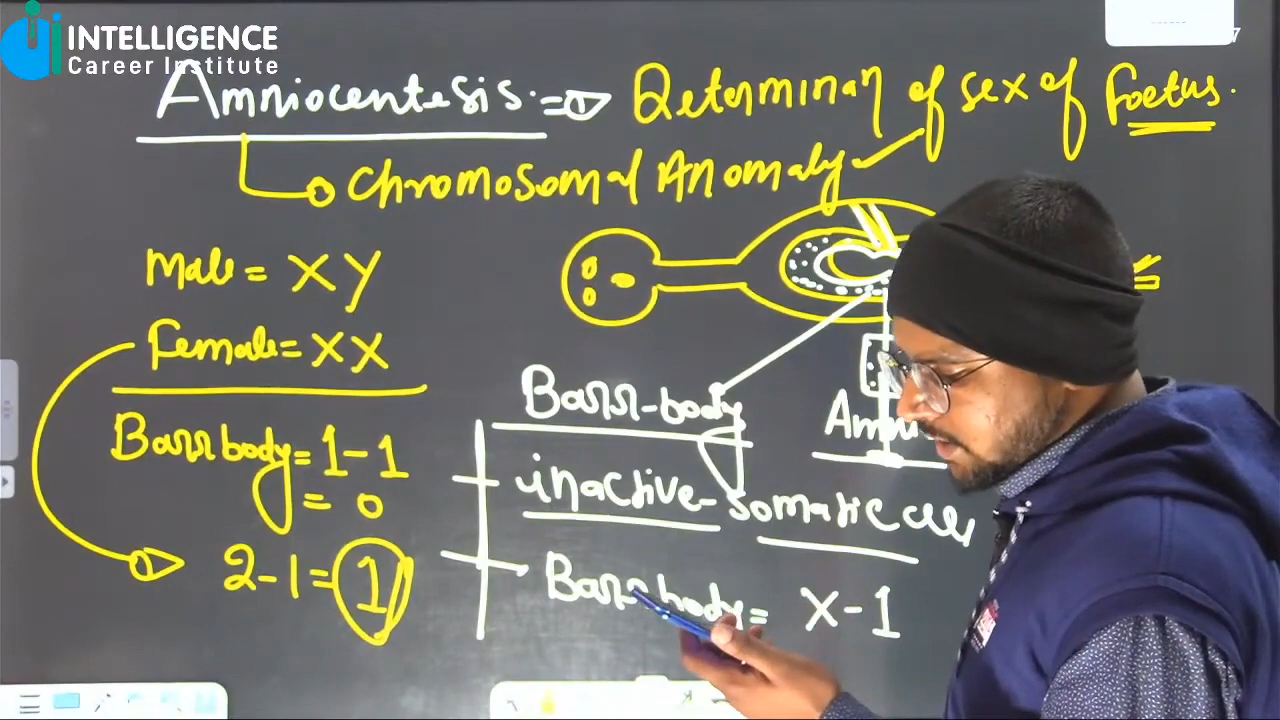 INTELLIGENCE
Career Institute
Amniocentesis. ⇒ Determinan of sex of Foetus.
Chromosomal Anomaly
Male = XY
Female = XX
Barr body = 1-1
= 0
2-1 = 1
Barr-body
inactive - somatic cell
Barr body = X-1
7